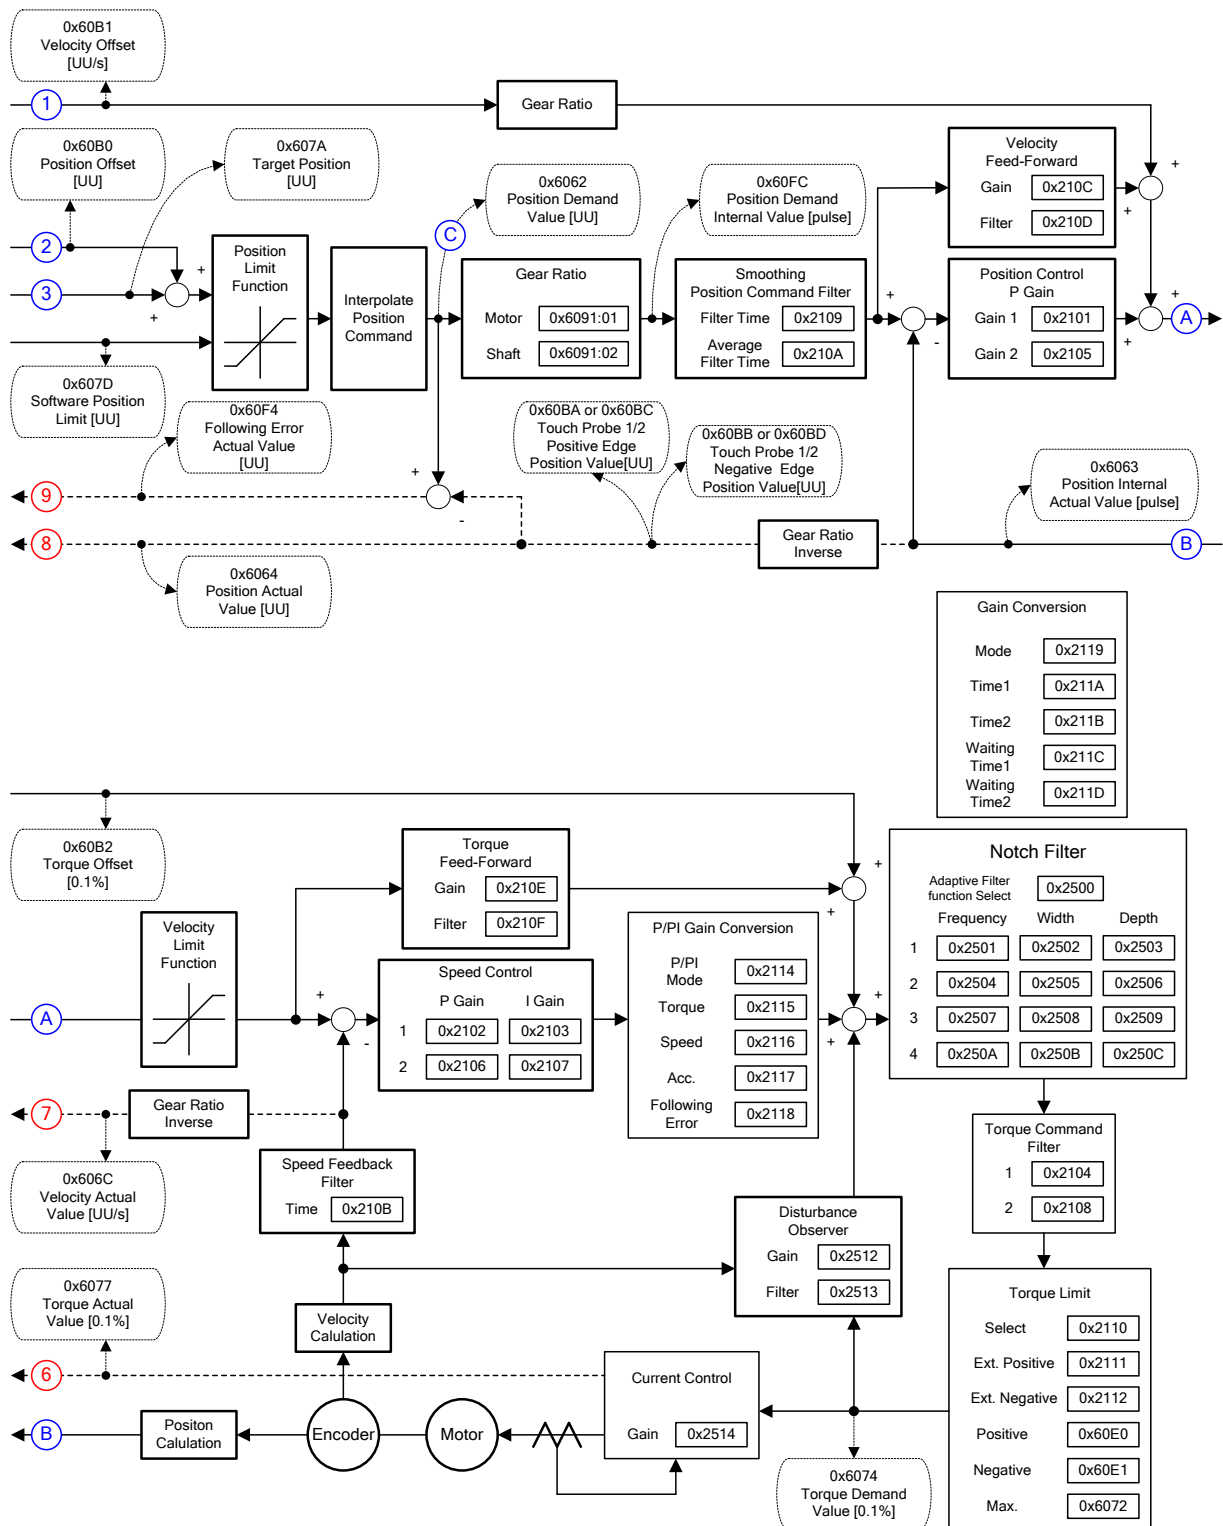 0x60B1
Velocity Offset
[UU/s]
1
Gear Ratio
0x60B0
Position Offset
[UU]
0x607A
Target Position
[UU]
0x6062
Position Demand
Value [UU]
0x60FC
Position Demand
Internal Value [pulse]
Velocity
Feed-Forward
Gain 0x210C
Filter 0x210D
+
+
2
3
+
+
Position
Limit
Function
Interpolate
Position
Command
C
Gear Ratio
Motor 0x6091:01
Shaft 0x6091:02
Smoothing
Position Command Filter
Filter Time 0x2109
Average
Filter Time 0x210A
+
-
Position Control
P Gain
Gain 1 0x2101
Gain 2 0x2105
+
+
A
0x607D
Software Position
Limit [UU]
0x60F4
Following Error
Actual Value
[UU]
0x60BA or 0x60BC
Touch Probe 1/2
Positive Edge
Position Value[UU]
0x60BB or 0x60BD
Touch Probe 1/2
Negative Edge
Position Value[UU]
0x6063
Position Internal
Actual Value [pulse]
9
+
-
8
Gear Ratio
Inverse
B
0x6064
Position Actual
Value [UU]
Gain Conversion
Mode 0x2119
Time1 0x211A
Time2 0x211B
Waiting
Time1 0x211C
Waiting
Time2 0x211D
0x60B2
Torque Offset
[0.1%]
Torque
Feed-Forward
Gain 0x210E
Filter 0x210F
+
+
Notch Filter
Adaptive Filter
function Select 0x2500
Frequency Width Depth
1 0x2501 0x2502 0x2503
2 0x2504 0x2505 0x2506
3 0x2507 0x2508 0x2509
4 0x250A 0x250B 0x250C
A
Velocity
Limit
Function
+
-
Speed Control
P Gain I Gain
1 0x2102 0x2103
2 0x2106 0x2107
P/PI Gain Conversion
P/PI
Mode 0x2114
Torque 0x2115
Speed 0x2116
Acc. 0x2117
Following
Error 0x2118
+
+
7
Gear Ratio
Inverse
0x606C
Velocity Actual
Value [UU/s]
Speed Feedback
Filter
Time 0x210B
Torque Command
Filter
1 0x2104
2 0x2108
Disturbance
Observer
Gain 0x2512
Filter 0x2513
0x6077
Torque Actual
Value [0.1%]
Velocity
Calulation
6
Current Control
Gain 0x2514
Torque Limit
Select 0x2110
Ext. Positive 0x2111
Ext. Negative 0x2112
Positive 0x60E0
Negative 0x60E1
Max. 0x6072
B
Positon
Calulation
Encoder
Motor
0x6074
Torque Demand
Value [0.1%]